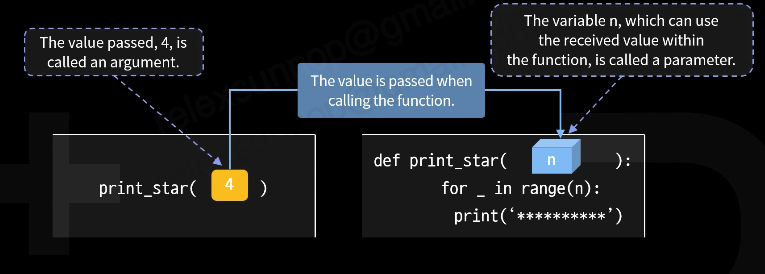 The value passed, 4, is
called an argument.
The value is passed when
calling the function.
The variable n, which can use
the received value within
the function, is called a parameter.
print_star( 4 )
def print_star( n ):
for _ in range(n):
print(‘**********’)